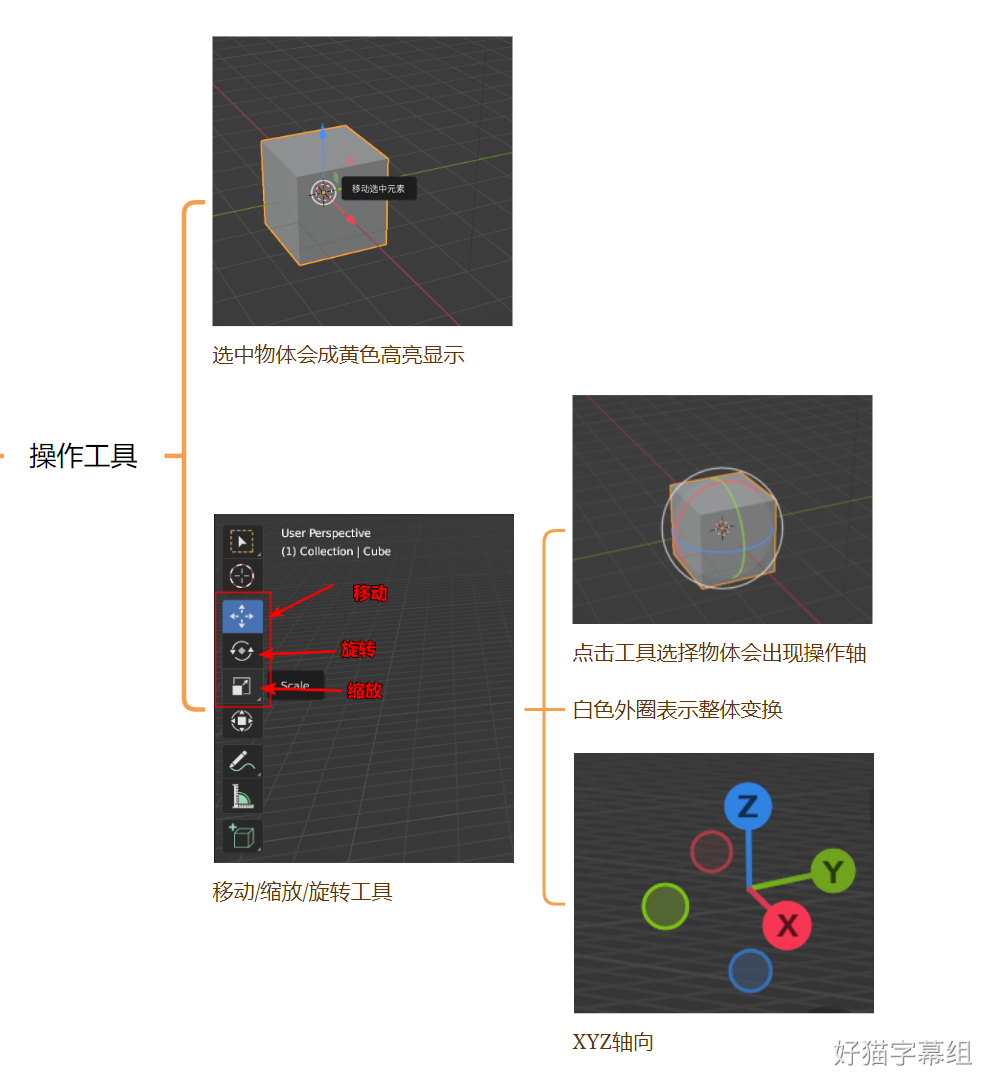 移动选中元素
选中物体会成黄色高亮显示
操作工具
User Perspective
(1) Collection | Cube
移动
旋转
Scale
缩放
移动/缩放/旋转工具
点击工具选择物体会出现操作轴
白色外圈表示整体变换
Z
Y
X
XYZ轴向
好猫字幕组